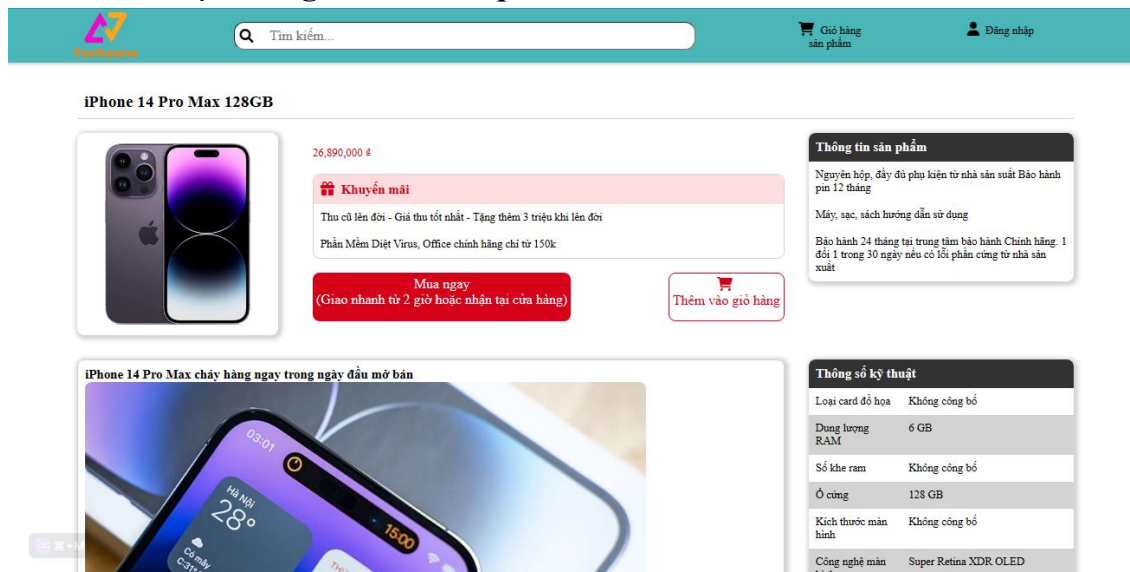 Techzone
Tìm kiếm...
Giỏ hàng
sản phẩm
Đăng nhập
iPhone 14 Pro Max 128GB
26,890,000 đ
Khuyến mãi
Thu cũ lên đời - Giá thu tốt nhất - Tặng thêm 3 triệu khi lên đời
Phần Mềm Diệt Virus, Office chính hãng chỉ từ 150k
Mua ngay
(Giao nhanh từ 2 giờ hoặc nhận tại cửa hàng)
Thêm vào giỏ hàng
Thông tin sản phẩm
Nguyên hộp, đầy đủ phụ kiện từ nhà sản suất Bảo hành
pin 12 tháng
Máy, sạc, sách hướng dẫn sử dụng
Bảo hành 24 tháng tại trung tâm bảo hành Chính hãng. 1
đổi 1 trong 30 ngày nếu có lỗi phần cứng từ nhà sản
xuất
iPhone 14 Pro Max cháy hàng ngay trong ngày đầu mở bán
03:01
Hà Nội
28°
Có mây
15:00
Thông số kỹ thuật
Loại card đồ họa Không công bố
Dung lượng
RAM
6 GB
Số khe ram Không công bố
Ổ cứng 128 GB
Kích thước màn
hình
Không công bố
Công nghệ màn
Super Retina XDR OLED